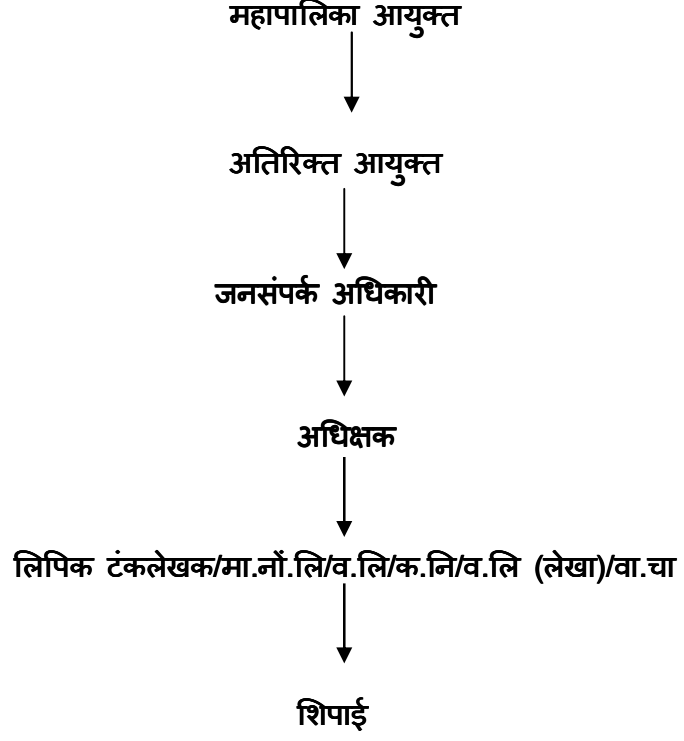 महापालिका आयुक्त
अतिरिक्त आयुक्त
जनसंपर्क अधिकारी
अधिक्षक
लिपिक टंकलेखक/मा.नों.लि/व.लि/क.नि/व.लि (लेखा)/वा.चा
शिपाई